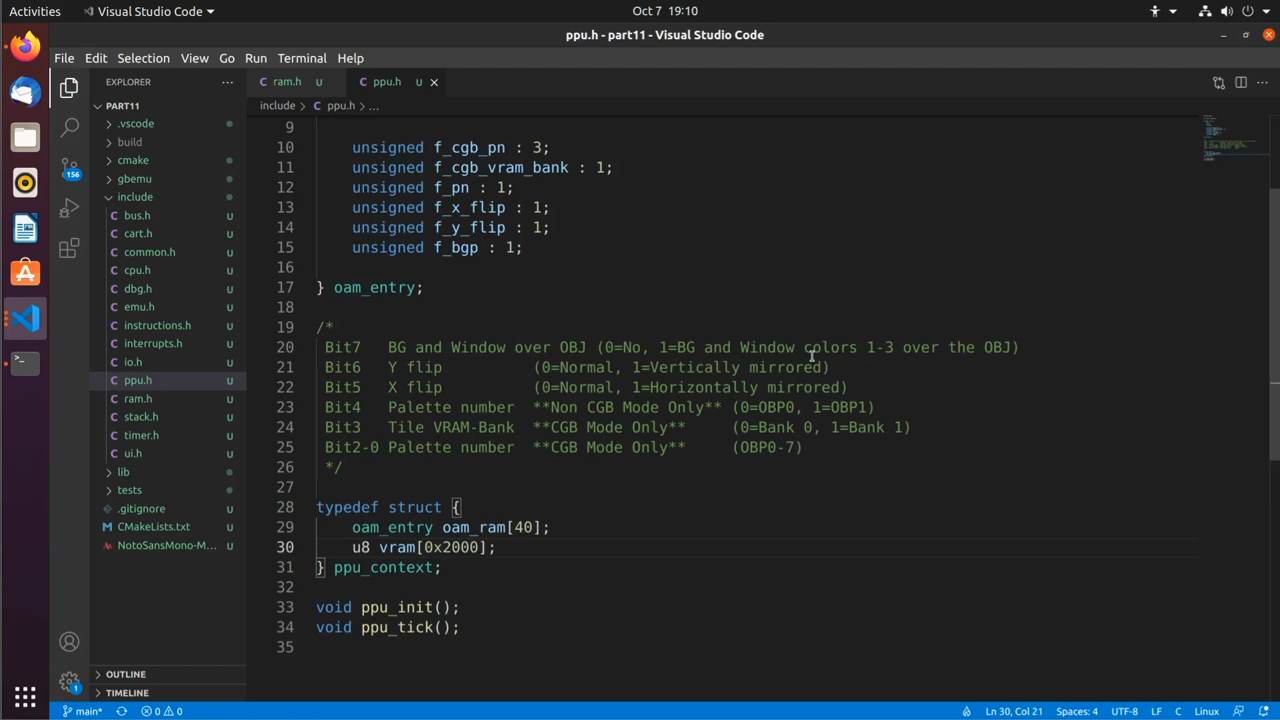 Activities
Visual Studio Code
Oct 7 19:10
ppu.h - part11 - Visual Studio Code
File Edit Selection View Go Run Terminal Help
EXPLORER
PART11
.vscode
build
cmake
gbemu
include
bus.h U
cart.h U
common.h U
cpu.h U
dbg.h U
emu.h U
instructions.h U
interrupts.h U
io.h U
ppu.h U
ram.h U
stack.h U
timer.h U
ui.h U
lib
tests
.gitignore U
CMakeLists.txt U
NotoSansMono-M... U
OUTLINE
TIMELINE
156
1
ram.h U
ppu.h U
include > ppu.h > ...
9
10 unsigned f_cgb_pn : 3;
11 unsigned f_cgb_vram_bank : 1;
12 unsigned f_pn : 1;
13 unsigned f_x_flip : 1;
14 unsigned f_y_flip : 1;
15 unsigned f_bgp : 1;
16
17 } oam_entry;
18
19 /*
20 Bit7 BG and Window over OBJ (0=No, 1=BG and Window colors 1-3 over the OBJ)
21 Bit6 Y flip (0=Normal, 1=Vertically mirrored)
22 Bit5 X flip (0=Normal, 1=Horizontally mirrored)
23 Bit4 Palette number **Non CGB Mode Only** (0=OBP0, 1=OBP1)
24 Bit3 Tile VRAM-Bank **CGB Mode Only** (0=Bank 0, 1=Bank 1)
25 Bit2-0 Palette number **CGB Mode Only** (OBP0-7)
26 */
27
28 typedef struct {
29 oam_entry oam_ram[40];
30 u8 vram[0x2000];
31 } ppu_context;
32
33 void ppu_init();
34 void ppu_tick();
35
main* 0 0
Ln 30, Col 21 Spaces: 4 UTF-8 LF C Linux